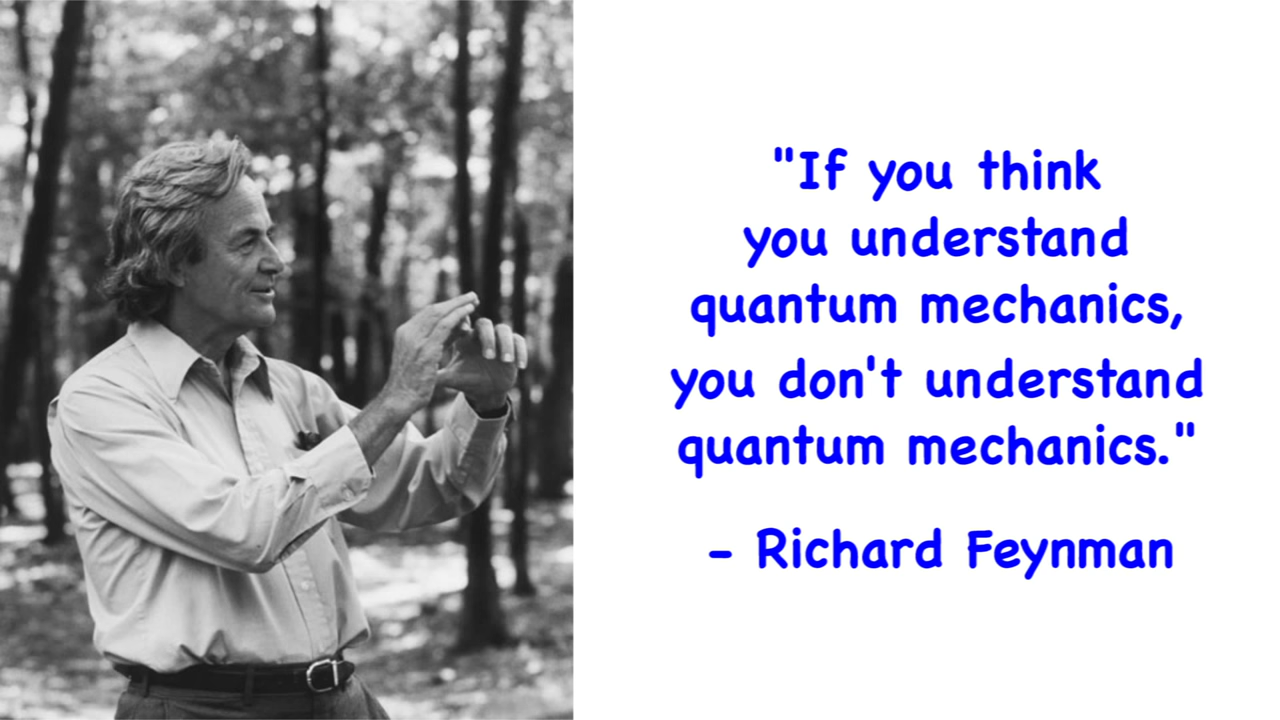 "If you think
you understand
quantum mechanics,
you don't understand
quantum mechanics."
- Richard Feynman